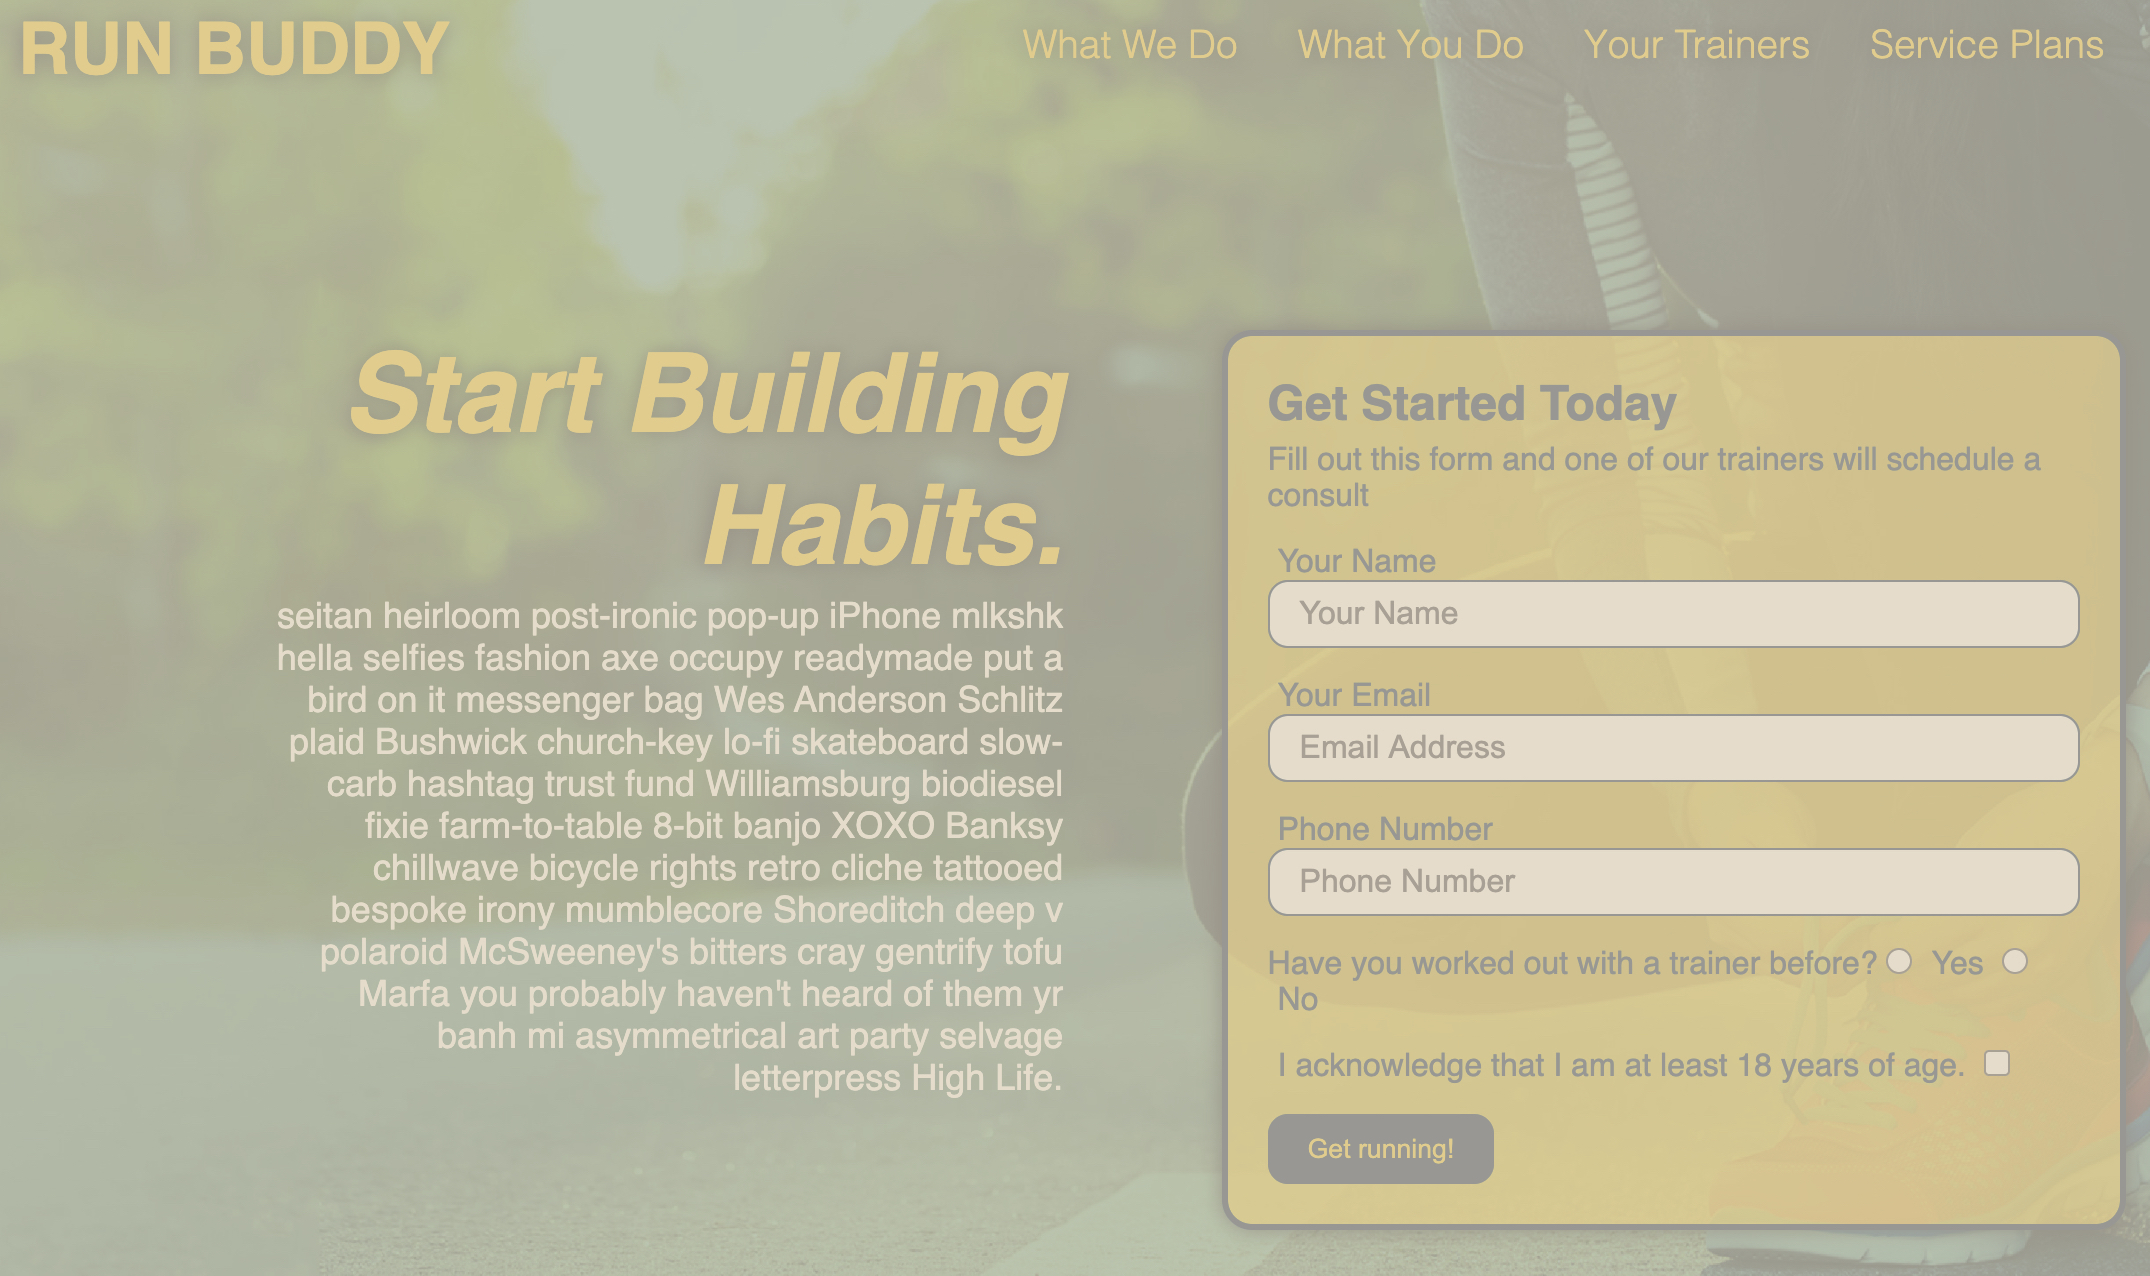 RUN BUDDY
What We Do
What You Do
Your Trainers
Service Plans
Start Building
Habits.
seitan heirloom post-ironic pop-up iPhone mlkshk
hella selfies fashion axe occupy readymade put a
bird on it messenger bag Wes Anderson Schlitz
plaid Bushwick church-key lo-fi skateboard slow-
carb hashtag trust fund Williamsburg biodiesel
fixie farm-to-table 8-bit banjo XOXO Banksy
chillwave bicycle rights retro cliche tattooed
bespoke irony mumblecore Shoreditch deep v
polaroid McSweeney's bitters cray gentrify tofu
Marfa you probably haven't heard of them yr
banh mi asymmetrical art party selvage
letterpress High Life.
Get Started Today
Fill out this form and one of our trainers will schedule a
consult
Your Name
Your Name
Your Email
Email Address
Phone Number
Phone Number
Have you worked out with a trainer before? Yes
No
I acknowledge that I am at least 18 years of age.
Get running!